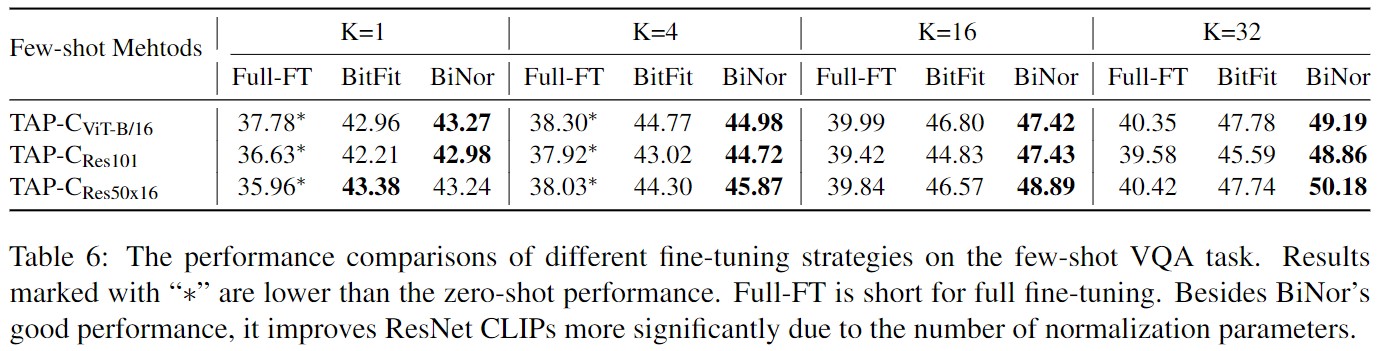 Few-shot Mehtods K=1 K=4 K=16 K=32
Full-FT BitFit BiNor Full-FT BitFit BiNor Full-FT BitFit BiNor Full-FT BitFit BiNor
TAP-CViT-B/16 37.78* 42.96 43.27 38.30* 44.77 44.98 39.99 46.80 47.42 40.35 47.78 49.19
TAP-CRes101 36.63* 42.21 42.98 37.92* 43.02 44.72 39.42 44.83 47.43 39.58 45.59 48.86
TAP-CRes50x16 35.96* 43.38 43.24 38.03* 44.30 45.87 39.84 46.57 48.89 40.42 47.74 50.18
Table 6: The performance comparisons of different fine-tuning strategies on the few-shot VQA task. Results
marked with “∗” are lower than the zero-shot performance. Full-FT is short for full fine-tuning. Besides BiNor’s
good performance, it improves ResNet CLIPs more significantly due to the number of normalization parameters.